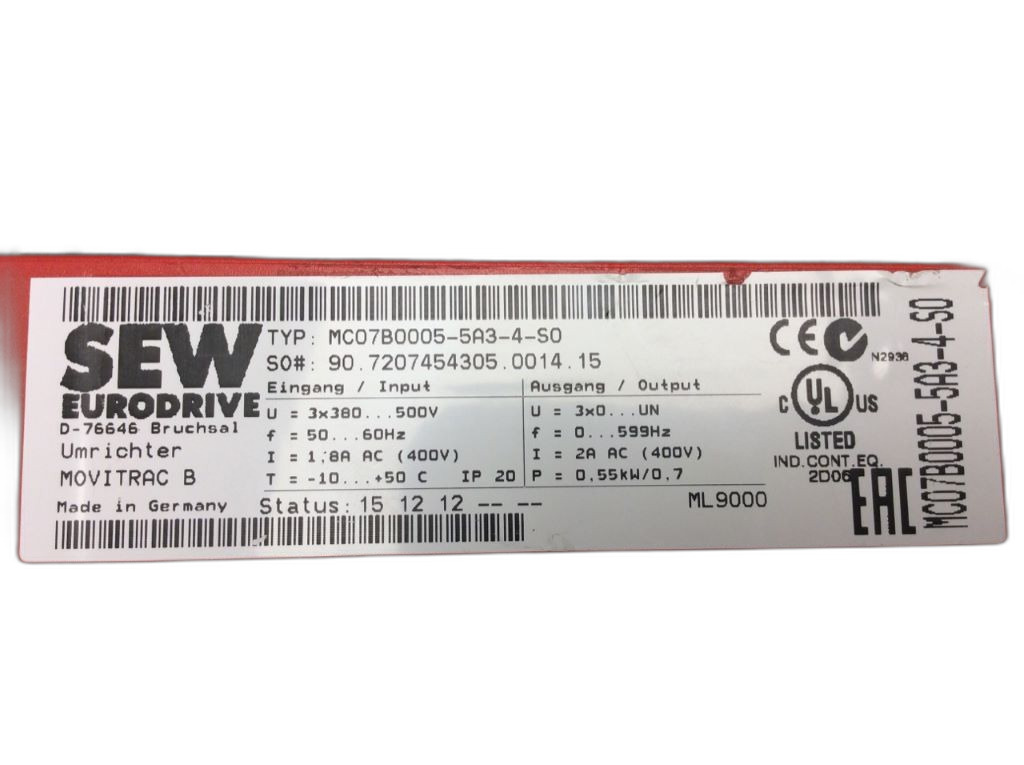 SEW
EURODRIVE
D-76646 Bruchsal
Umrichter
MOVITRAC B
Made in Germany
TYP: MC07B0005-5A3-4-S0
SO#: 90.7207454305.0014.15
Eingang / Input
U = 3x380...500V
f = 50...60Hz
I = 1,8A AC (400V)
T = -10...+50 C IP 20
Ausgang / Output
U = 3x0...UN
f = 0...599Hz
I = 2A AC (400V)
P = 0,55kW/0,7
Status: 15 12 12 -- -- --
ML9000
CE
N2936
C UL US
LISTED
IND.CONT.EQ.
2D06
EAC
MC07B0005-5A3-4-S0